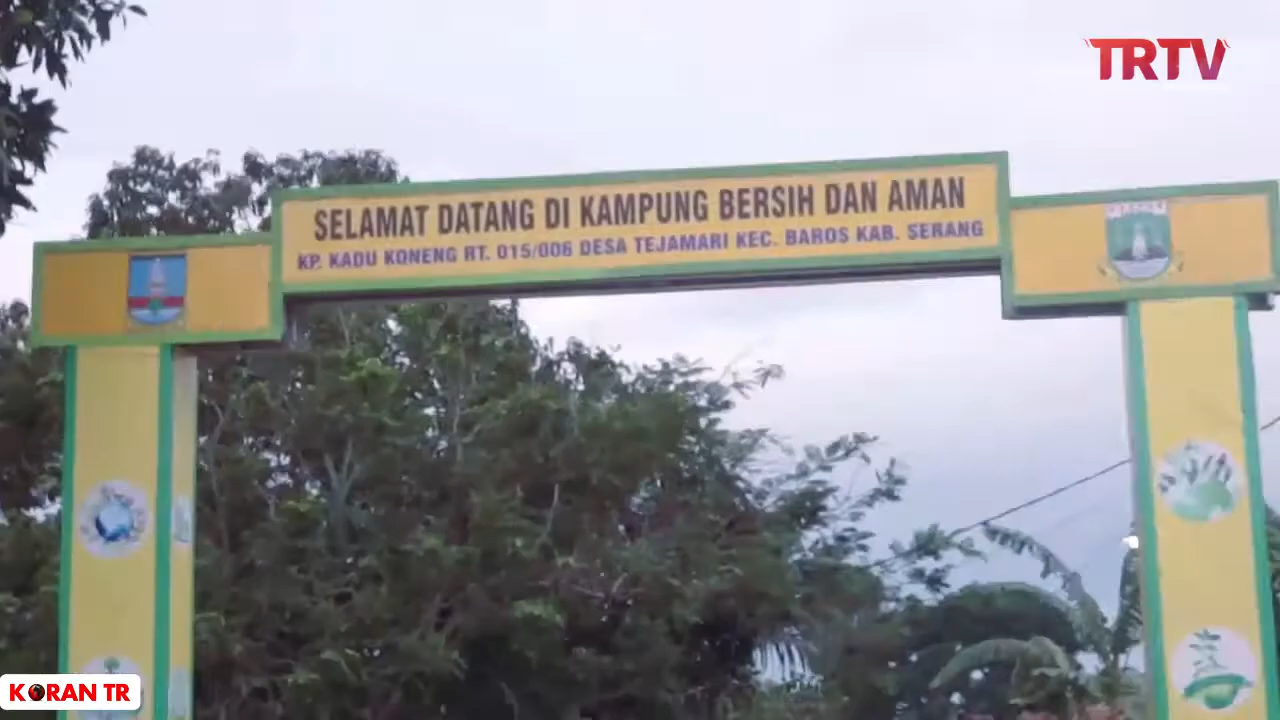 TRTV
SELAMAT DATANG DI KAMPUNG BERSIH DAN AMAN
KP. KADU KONENG RT. 015/006 DESA TEJAMARI KEC. BAROS KAB. SERANG
KORAN TR